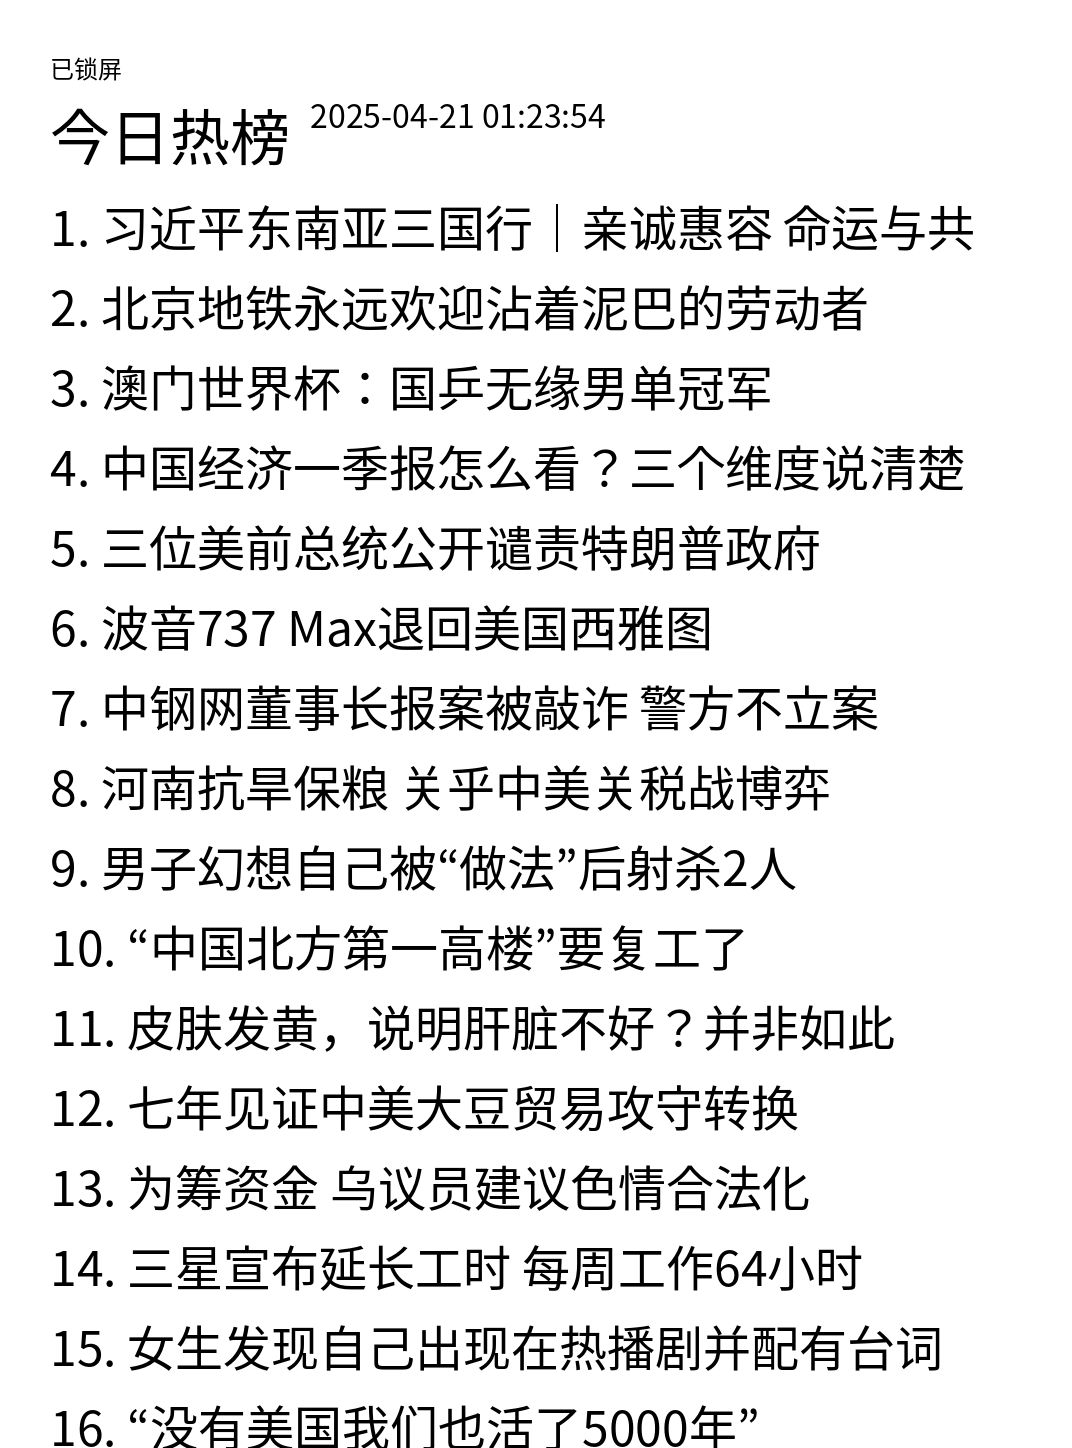 已锁屏
今日热榜 2025-04-21 01:23:54
1. 习近平东南亚三国行｜亲诚惠容 命运与共
2. 北京地铁永远欢迎沾着泥巴的劳动者
3. 澳门世界杯：国乒无缘男单冠军
4. 中国经济一季报怎么看？三个维度说清楚
5. 三位美前总统公开谴责特朗普政府
6. 波音737 Max退回美国西雅图
7. 中钢网董事长报案被敲诈 警方不立案
8. 河南抗旱保粮 关乎中美关税战博弈
9. 男子幻想自己被“做法”后射杀2人
10. “中国北方第一高楼”要复工了
11. 皮肤发黄，说明肝脏不好？并非如此
12. 七年见证中美大豆贸易攻守转换
13. 为筹资金 乌议员建议色情合法化
14. 三星宣布延长工时 每周工作64小时
15. 女生发现自己出现在热播剧并配有台词
16. “没有美国我们也活了5000年”